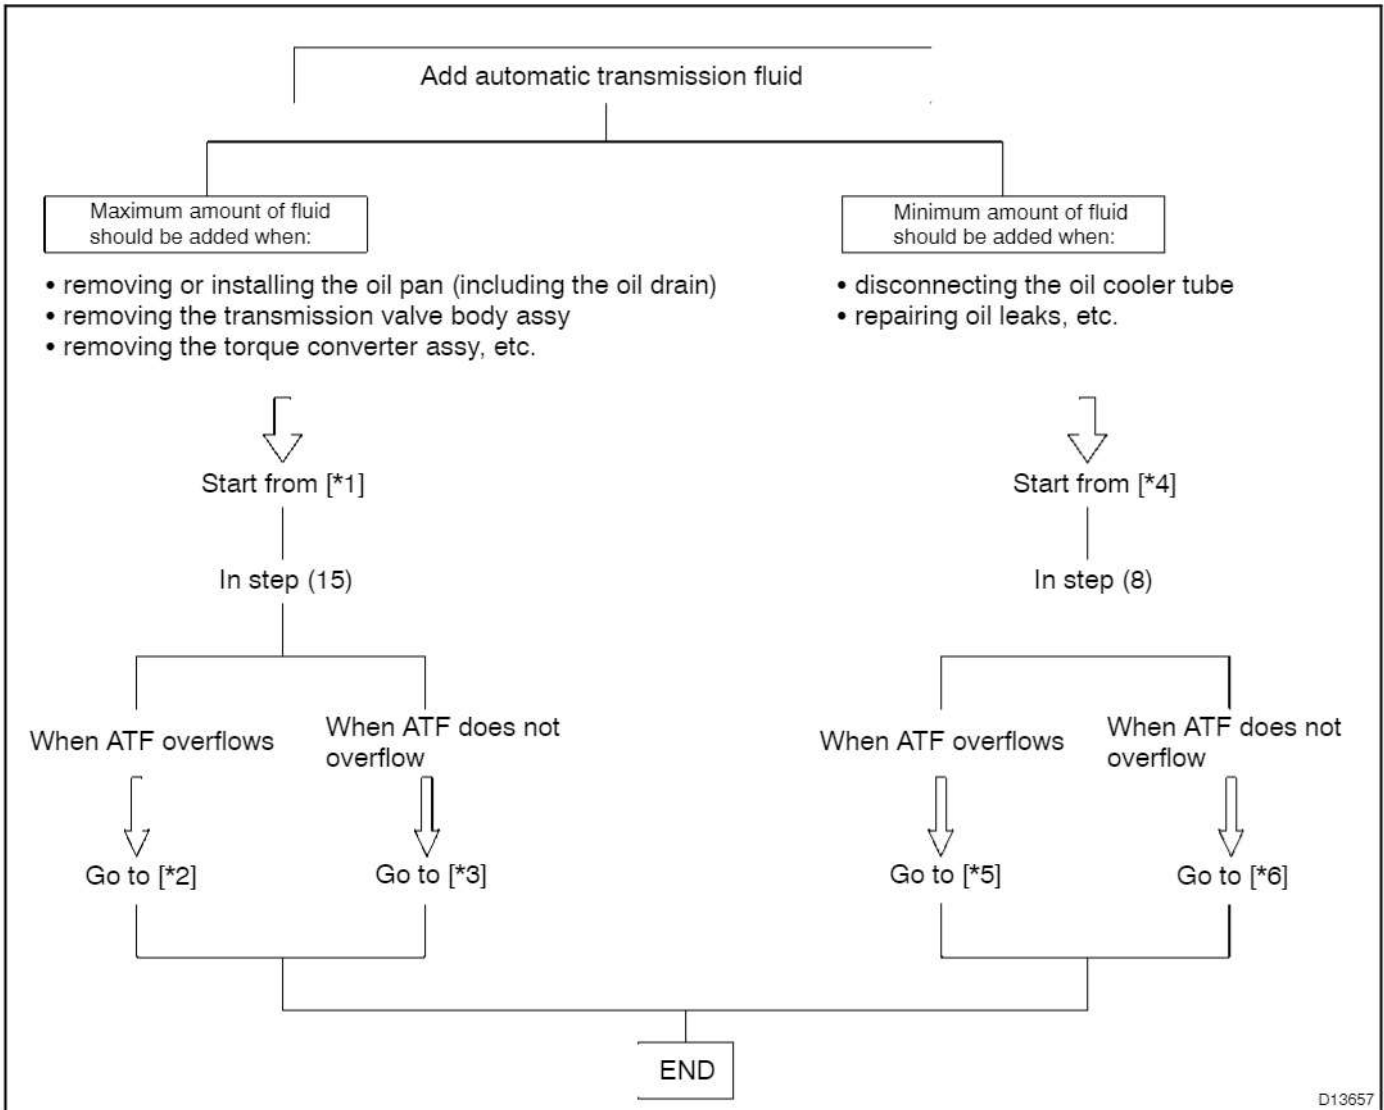 Add automatic transmission fluid
Maximum amount of fluid
should be added when:
• removing or installing the oil pan (including the oil drain)
• removing the transmission valve body assy
• removing the torque converter assy, etc.
Start from [*1]
In step (15)
When ATF overflows
When ATF does not
overflow
Go to [*2]
Go to [*3]
Minimum amount of fluid
should be added when:
• disconnecting the oil cooler tube
• repairing oil leaks, etc.
Start from [*4]
In step (8)
When ATF overflows
When ATF does not
overflow
Go to [*5]
Go to [*6]
END
D13657